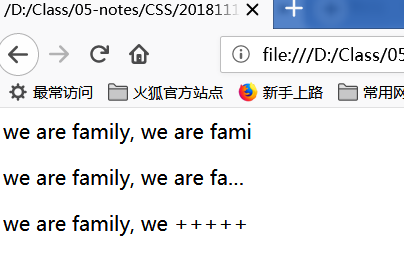 /D:/Class/05-notes/CSS/2018111
file:///D:/Class/05
最常访问 火狐官方站点 新手上路 常用网
we are family, we are fami
we are family, we are fa...
we are family, we +++++